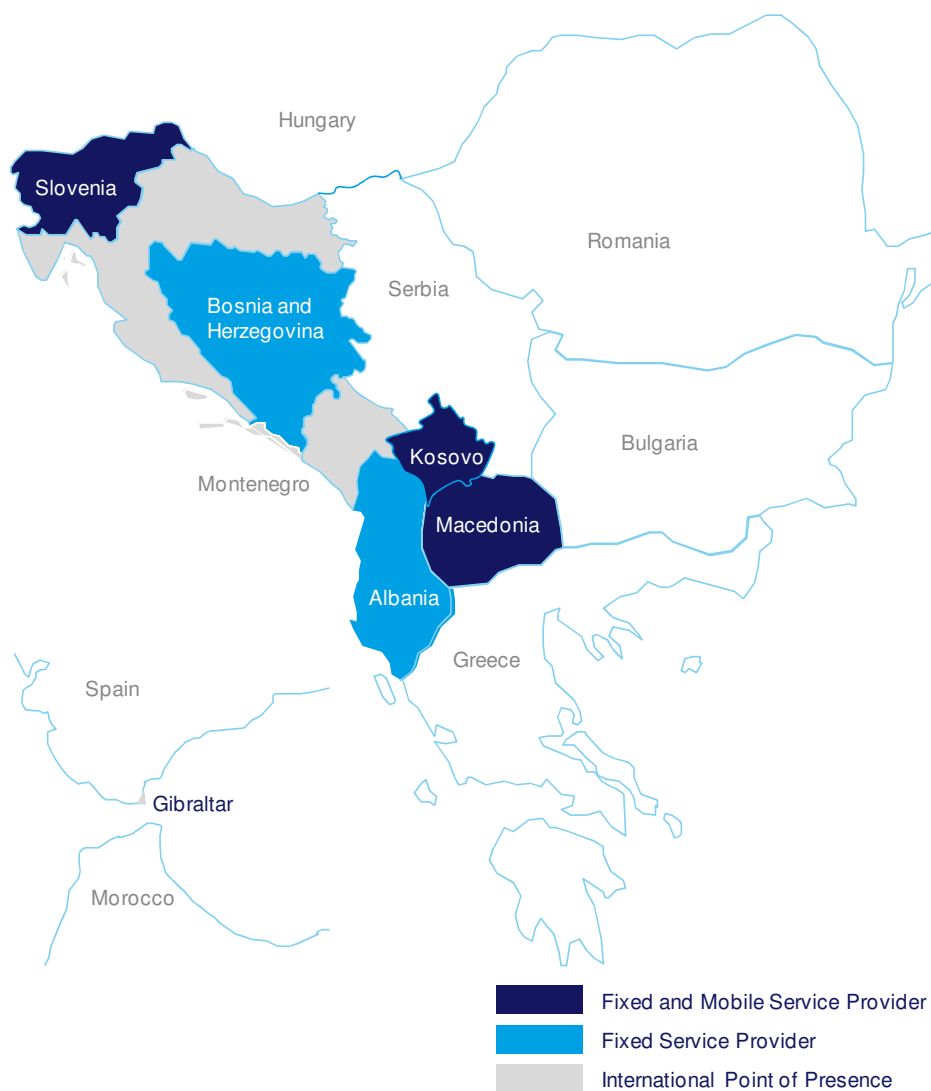 Hungary
Slovenia
Romania
Serbia
Bosnia and
Herzegovina
Bulgaria
Kosovo
Montenegro
Macedonia
Albania
Greece
Spain
Gibraltar
Morocco
Fixed and Mobile Service Provider
Fixed Service Provider
International Point of Presence